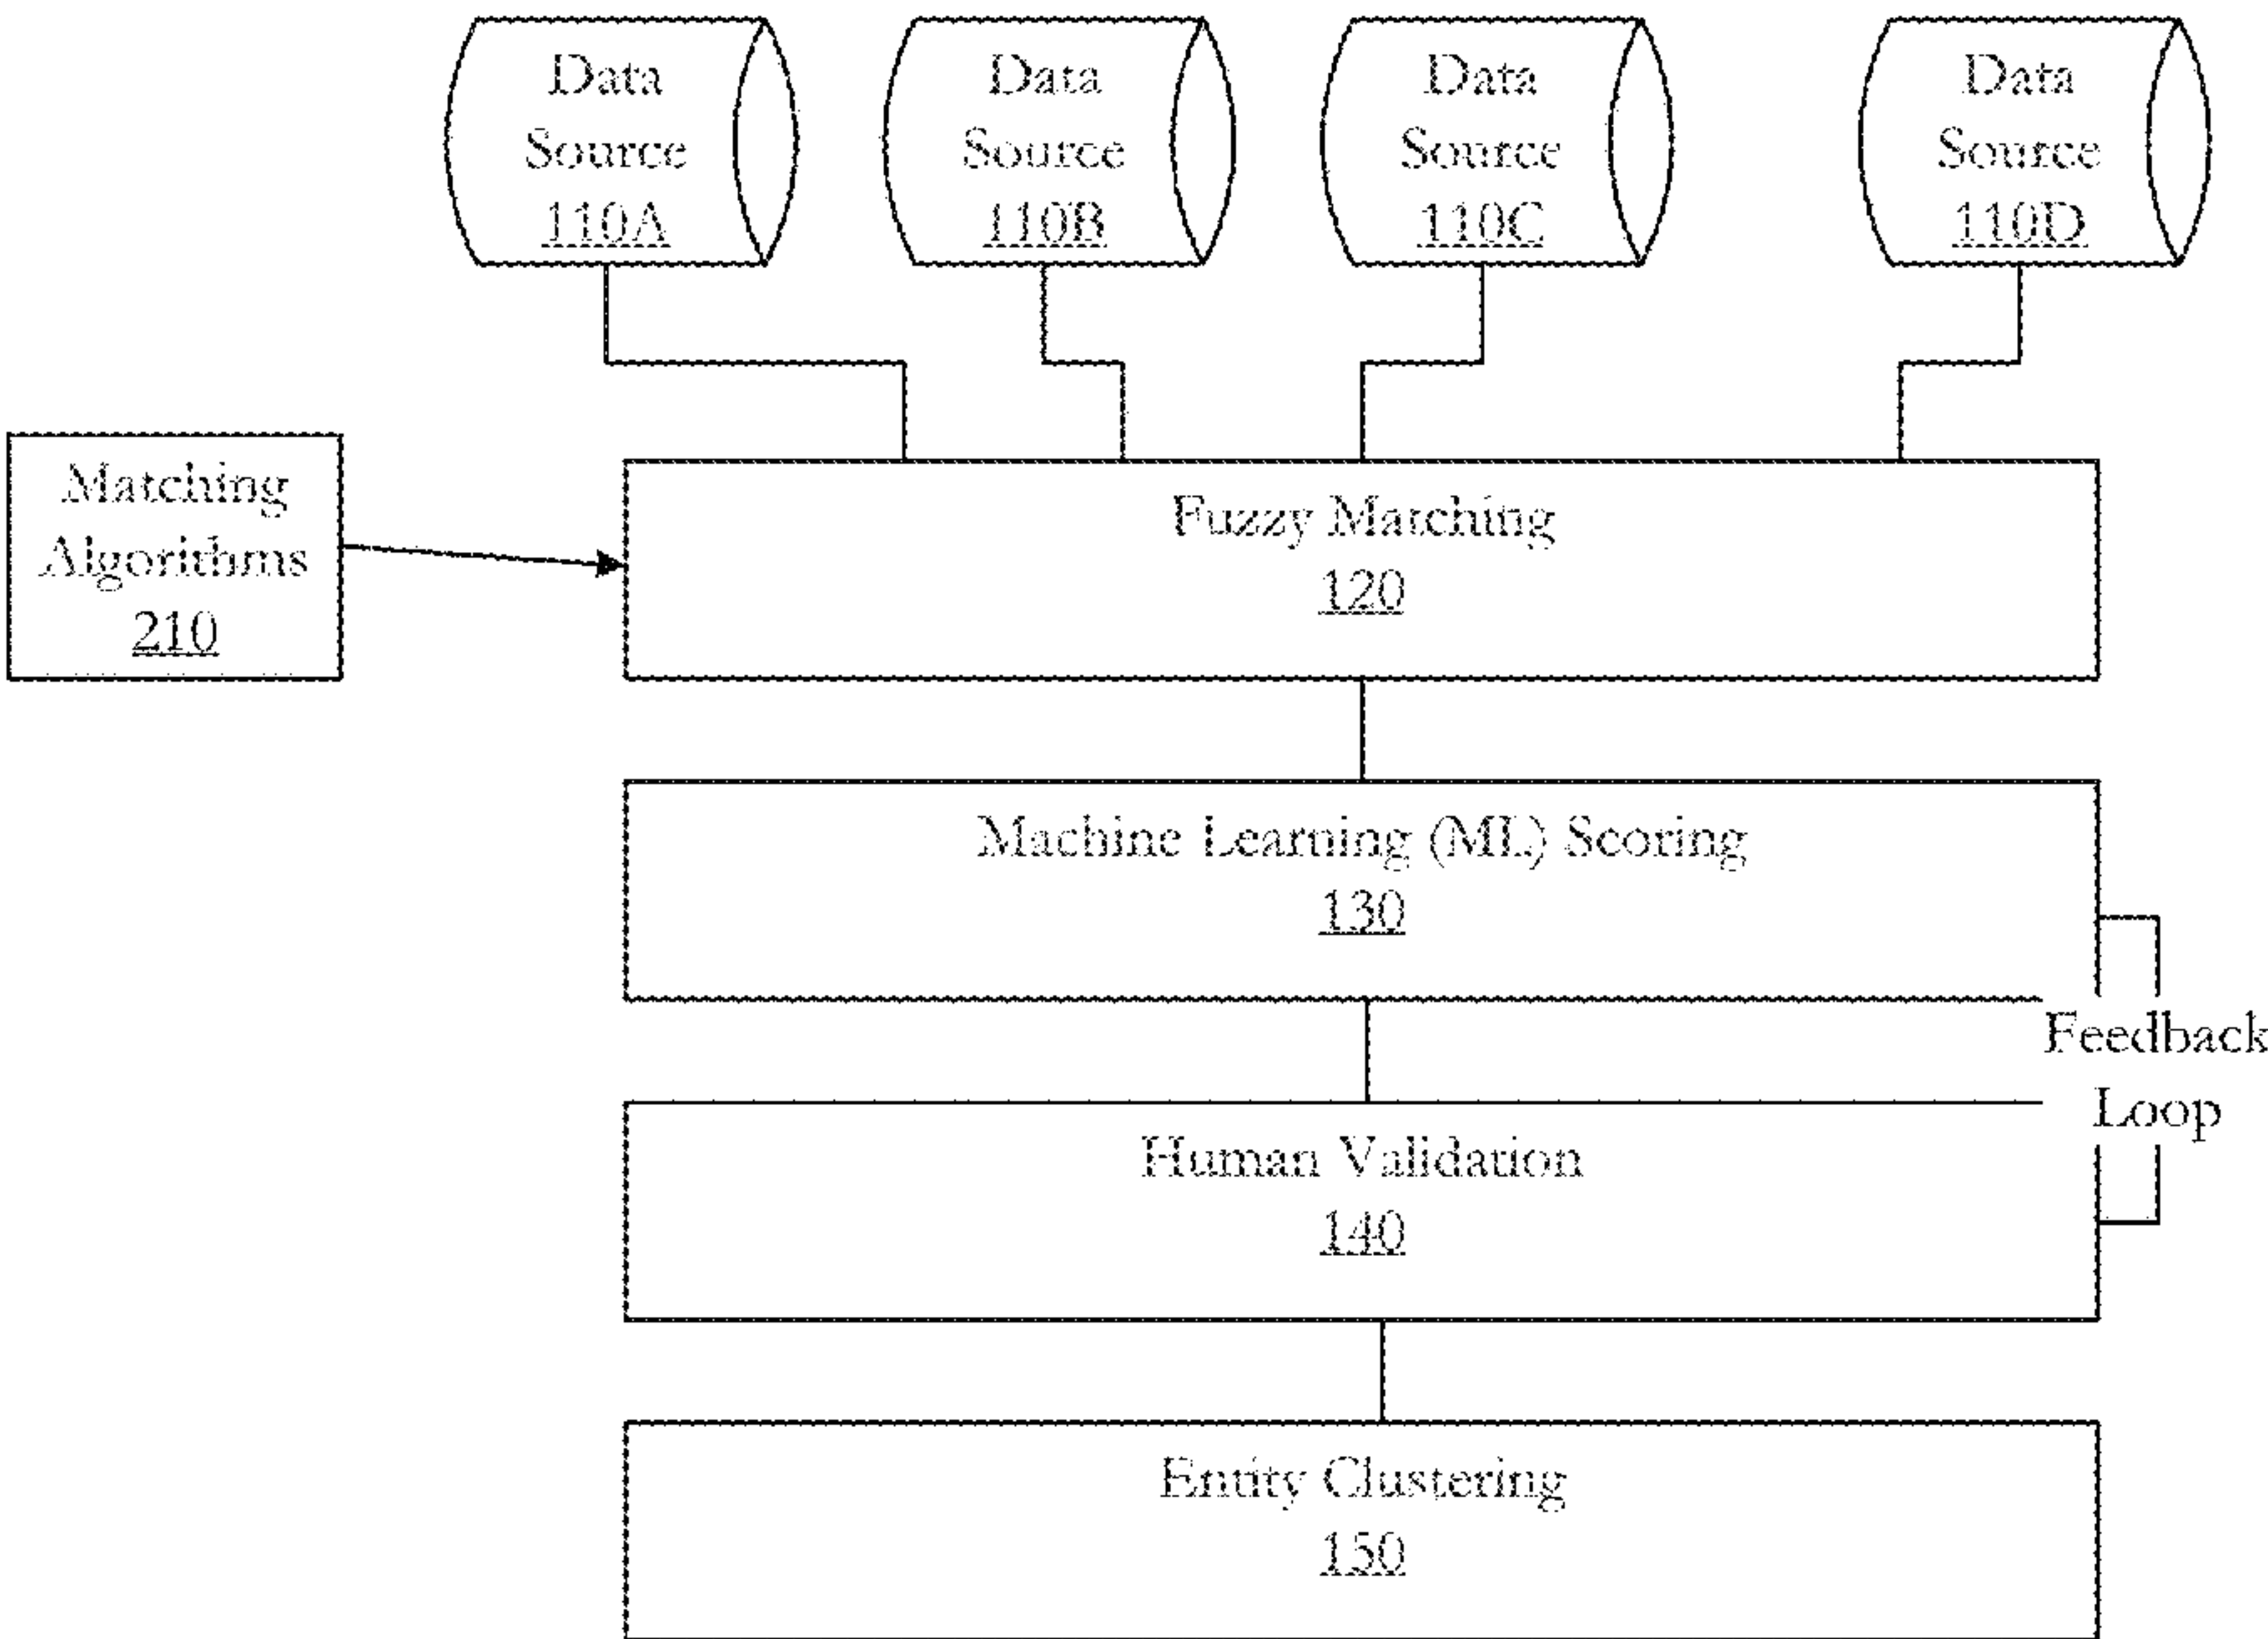 Data
Source
110A
Data
Source
110B
Data
Source
110C
Data
Source
110D
Matching
Algorithms
210
Fuzzy Matching
120
Machine Learning (ML) Scoring
130
Feedback
Loop
Human Validation
140
Entity Clustering
150